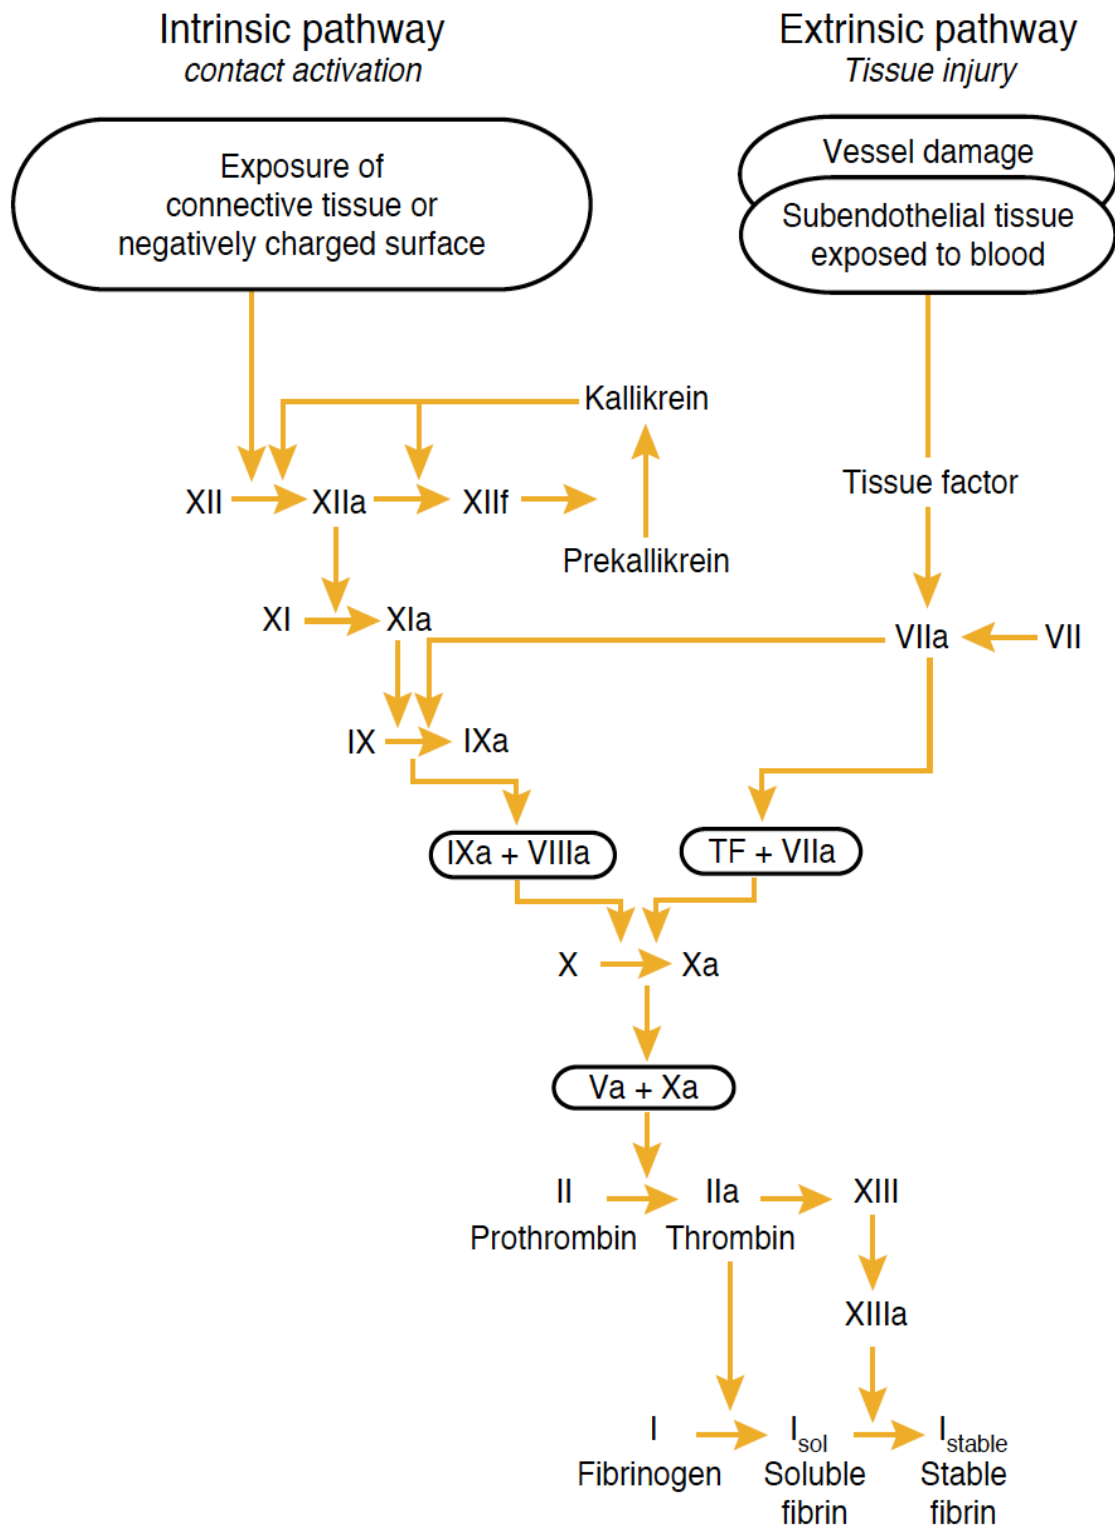 Intrinsic pathway
contact activation
Extrinsic pathway
Tissue injury
Exposure of
connective tissue or
negatively charged surface
Vessel damage
Subendothelial tissue
exposed to blood
Kallikrein
XII
XIIa
XIIf
Tissue factor
Prekallikrein
XI
XIa
VIIa
VII
IX
IXa
IXa + VIIIa
TF + VIIa
X
Xa
Va + Xa
II
IIa
XIII
Prothrombin
Thrombin
XIIIa
I
Isol
Istable
Fibrinogen
Soluble
fibrin
Stable
fibrin